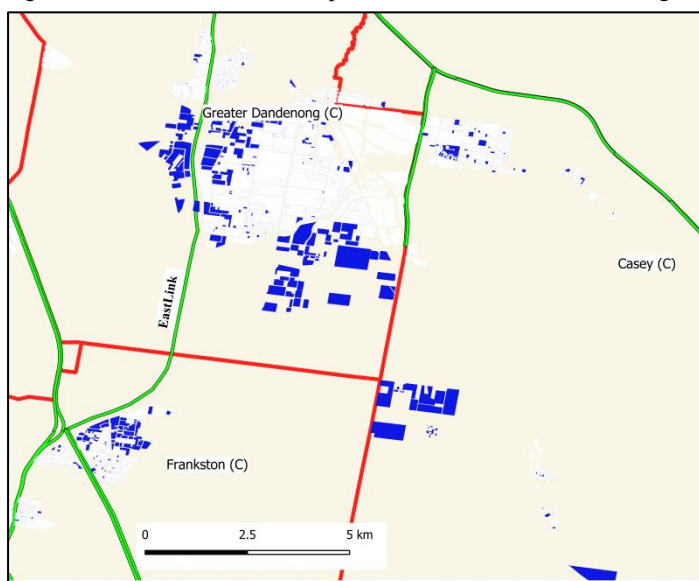 Greater Dandenong (C)
Casey (C)
EastLink
Frankston (C)
0 2.5 5 km